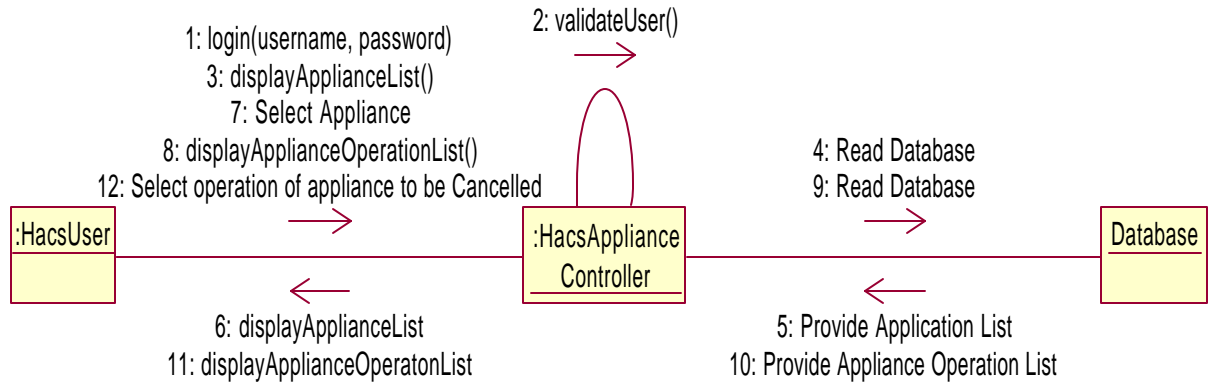 1: login(username, password)
3: displayApplianceList()
7: Select Appliance
8: displayApplianceOperationList()
12: Select operation of appliance to be Cancelled
2: validateUser()
4: Read Database
9: Read Database
:HacsUser
:HacsAppliance
Controller
Database
6: displayApplianceList
11: displayApplianceOperatonList
5: Provide Application List
10: Provide Appliance Operation List